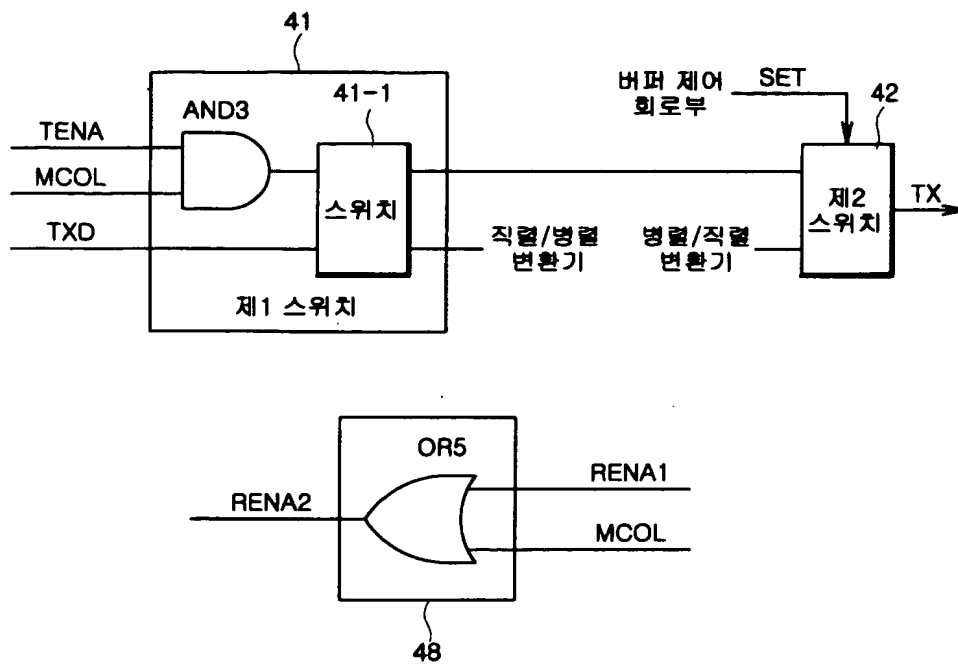 41
AND3
41-1
TENA
MCOL
TXD
스위치
제1 스위치
직렬/병렬
변환기
병렬/직렬
변환기
버퍼 제어
회로부
SET
42
제2
스위치
TX
OR5
RENA1
RENA2
MCOL
48